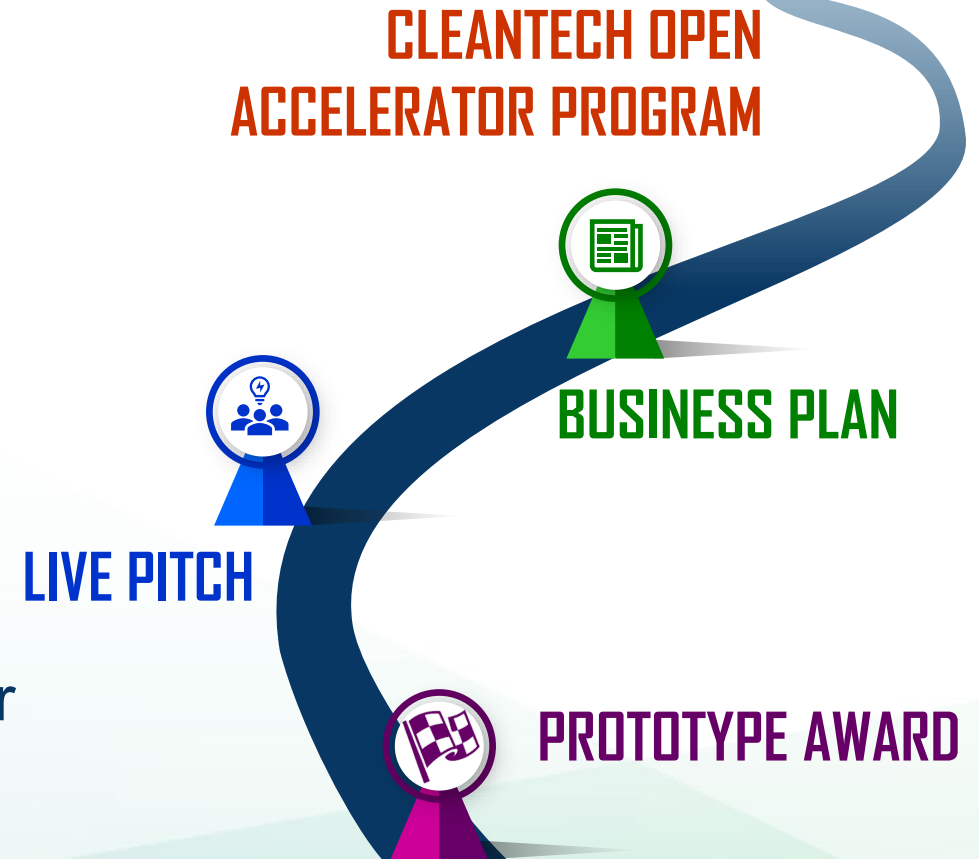 CLEANTECH OPEN
ACCELERATOR PROGRAM
BUSINESS PLAN
LIVE PITCH
r
PROTOTYPE AWARD